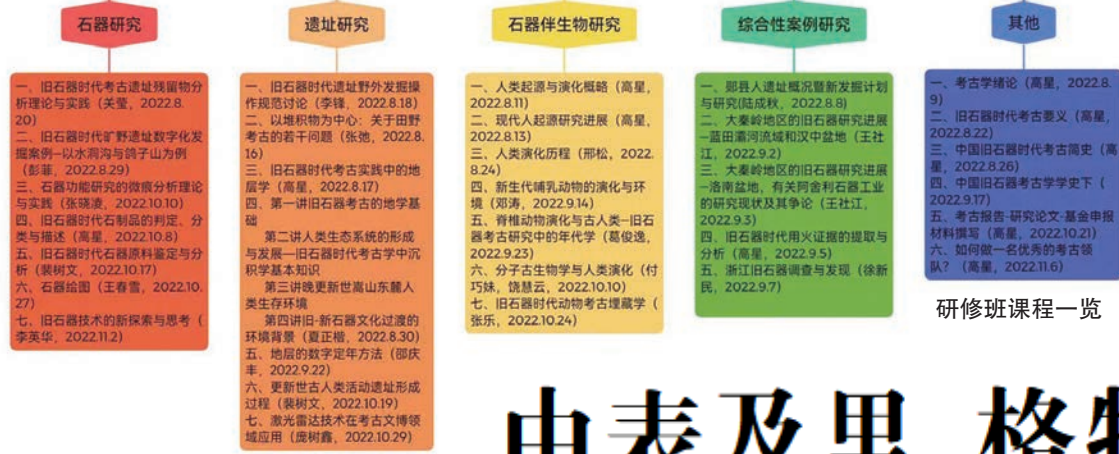 石器研究
一、旧石器时代考古遗址残留物分
析理论与实践（关莹，2022.8.
20）
二、旧石器时代旷野遗址数字化发
掘案例—以水洞沟与鸽子山为例
（彭菲，2022.8.29）
三、石器功能研究的微痕分析理论
与实践（张晓凌，2022.10.10）
四、旧石器时代石制品的判定、分
类与描述（高星，2022.10.8）
五、旧石器时代石器原料鉴定与分
析（裴树文，2022.10.17）
六、石器绘图（王春雪，2022.10.
27）
七、旧石器技术的新探索与思考（
李英华，2022.11.2）
遗址研究
一、旧石器时代遗址野外发掘操
作规范讨论（李锋，2022.8.18）
二、以堆积物为中心：关于田野
考古的若干问题（张弛，2022.8.
16）
三、旧石器时代考古实践中的地
层学（高星，2022.8.17）
四、第一讲旧石器考古的地学基
础
第二讲人类生态系统的形成
与发展—旧石器时代考古学中沉
积学基本知识
第三讲晚更新世嵩山东麓人
类生存环境
第四讲旧-新石器文化过渡的
环境背景（夏正楷，2022.8.30）
五、地层的数字定年方法（邵庆
丰，2022.9.22）
六、更新世古人类活动遗址形成
过程（裴树文，2022.10.19）
七、激光雷达技术在考古文博领
域应用（庞树鑫，2022.10.29）
石器伴生物研究
一、人类起源与演化概略（高星，
2022.8.11）
二、现代人起源研究进展（高星，
2022.8.13）
三、人类演化历程（邢松，2022.
8.24）
四、新生代哺乳动物的演化与环
境（邓涛，2022.9.14）
五、脊椎动物演化与古人类—旧石
器考古研究中的年代学（葛俊逸，
2022.9.23）
六、分子古生物学与人类演化（付
巧妹，饶慧云，2022.10.10）
七、旧石器时代动物考古埋藏学（
张乐，2022.10.24）
综合性案例研究
一、郧县人遗址概况暨新发掘计划
与研究(陆成秋，2022.8.8）
二、大秦岭地区的旧石器研究进展
—蓝田灞河流域和汉中盆地（王社
江，2022.9.2）
三、大秦岭地区的旧石器研究进展
—洛南盆地，有关阿舍利石器工业
的研究现状及其争论（王社江，
2022.9.3）
四、旧石器时代用火证据的提取与
分析（高星，2022.9.5）
五、浙江旧石器调查与发现（徐新
民，2022.9.7）
其他
一、考古学绪论（高星，2022.8.
9）
二、旧石器时代考古要义（高星，
2022.8.22）
三、中国旧石器时代考古简史（高
星，2022.8.26）
四、中国旧石器考古学学史下（
2022.9.17）
五、考古报告-研究论文-基金申报
材料撰写（高星，2022.10.21）
六、如何做一名优秀的考古领
队？（高星，2022.11.6）
研修班课程一览
由表及里 格物